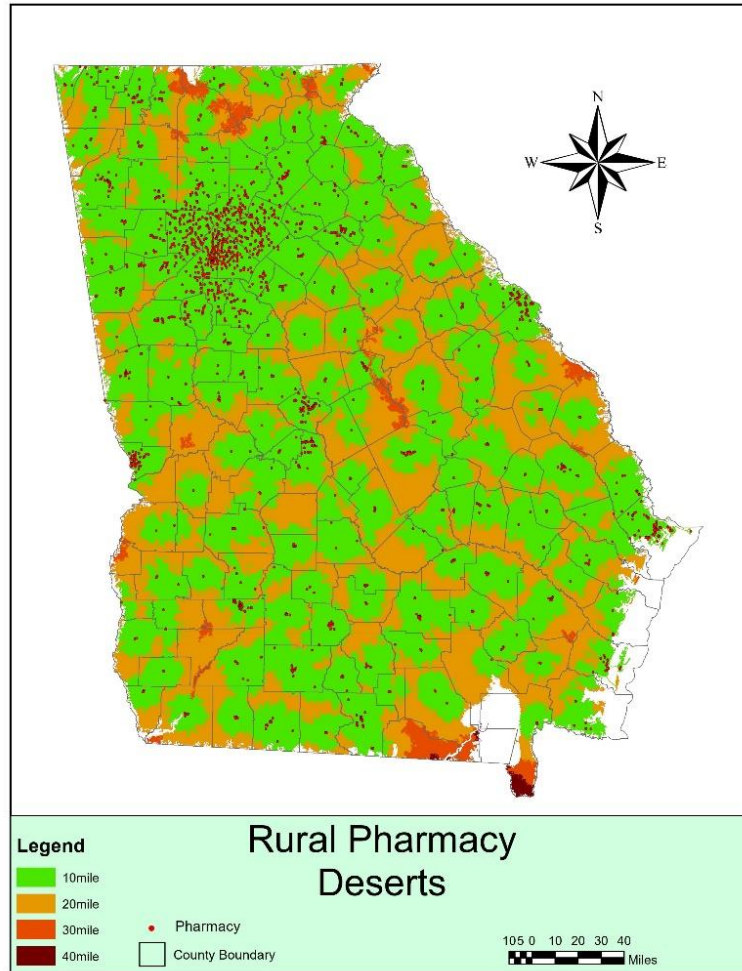 N
W E
S
Rural Pharmacy
Deserts
Legend
10mile
20mile
30mile
40mile
Pharmacy
County Boundary
105 0 10 20 30 40
Miles